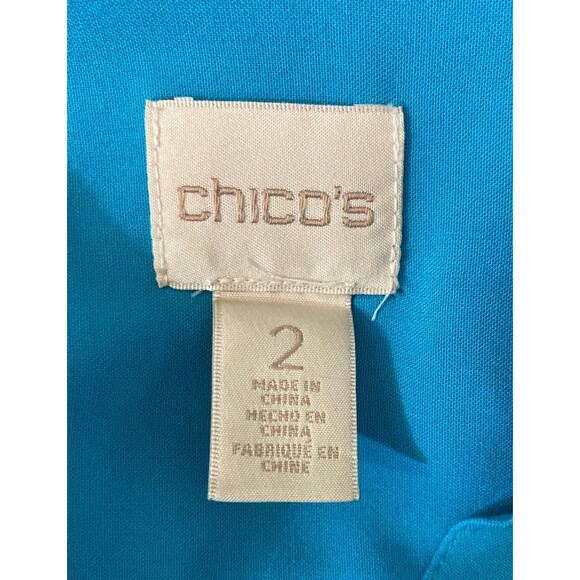 chico's
2
MADE IN
CHINA
HECHO EN
CHINA
FABRIQUÉ EN
CHINE